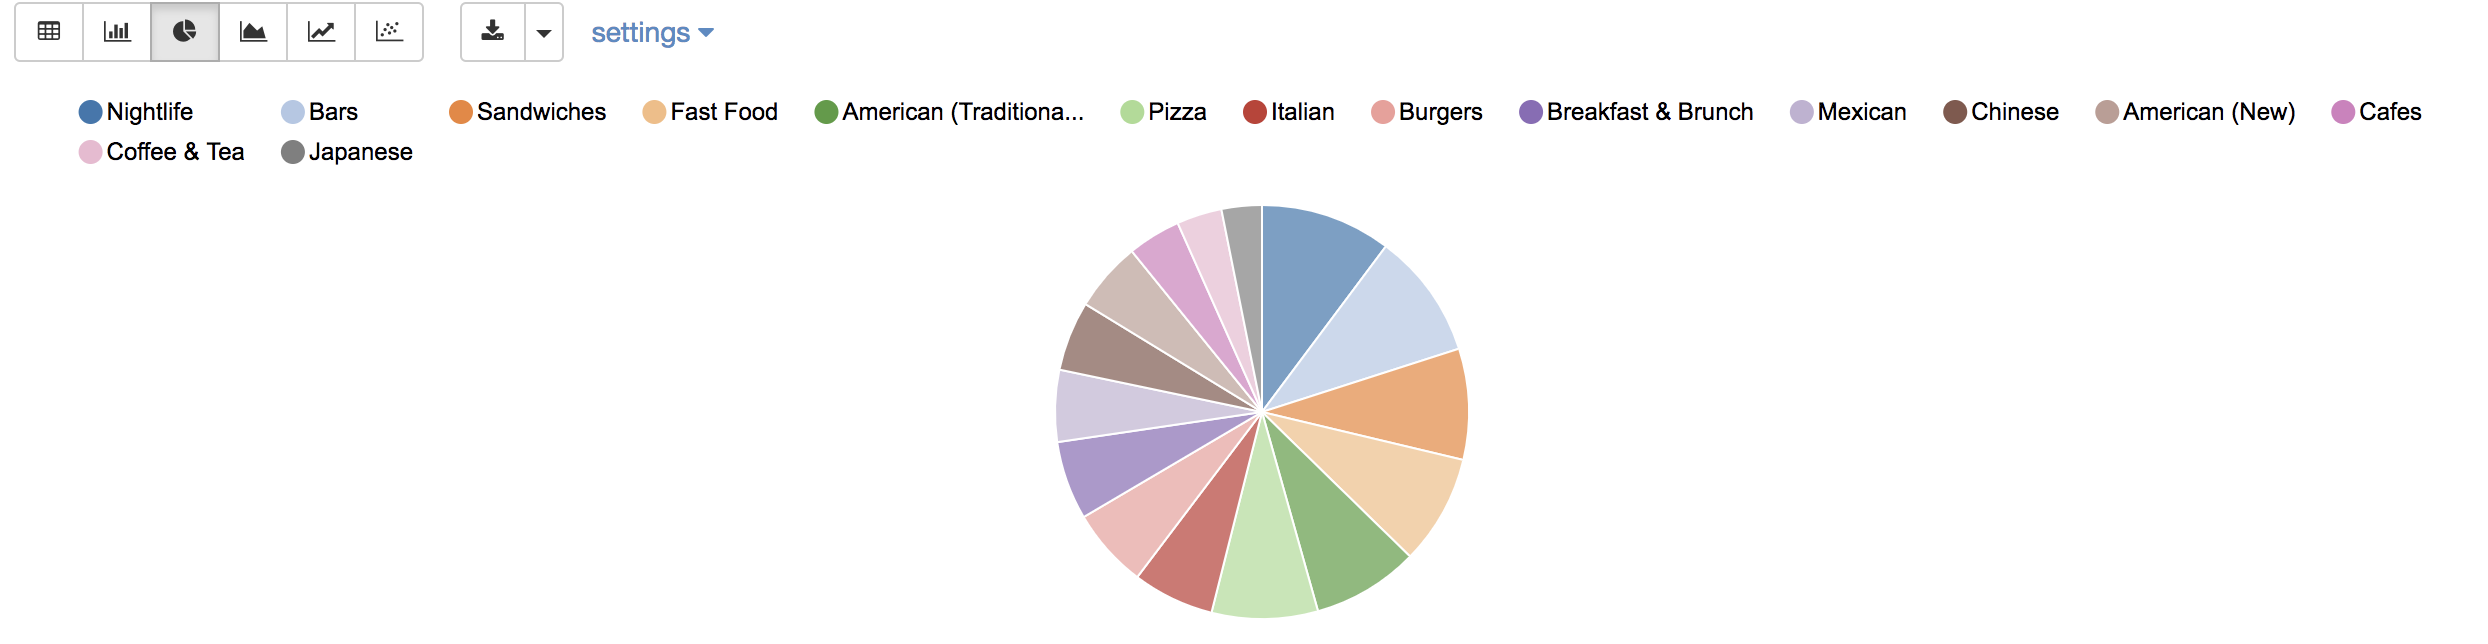 settings
Nightlife Bars Sandwiches Fast Food American (Traditiona... Pizza Italian Burgers Breakfast & Brunch Mexican Chinese American (New) Cafes
Coffee & Tea Japanese